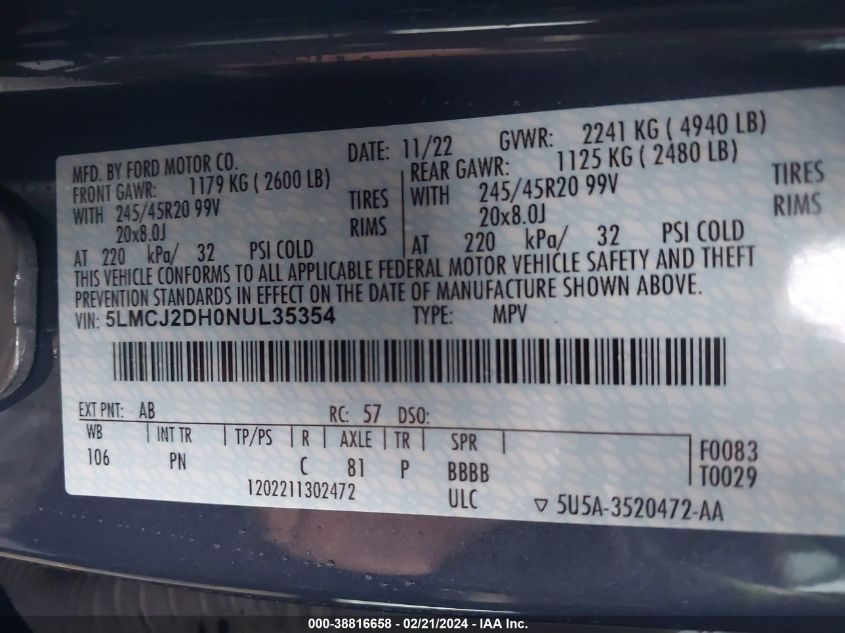 MFD. BY FORD MOTOR CO. DATE: 11/22 GVWR: 2241 KG ( 4940 LB)
FRONT GAWR: 1179 KG ( 2600 LB) REAR GAWR: 1125 KG ( 2480 LB)
WITH 245/45R20 99V TIRES WITH 245/45R20 99V TIRES
20x8.0J RIMS 20x8.0J RIMS
AT 220 kPa/ 32 PSI COLD AT 220 kPa/ 32 PSI COLD
THIS VEHICLE CONFORMS TO ALL APPLICABLE FEDERAL MOTOR VEHICLE SAFETY AND THEFT
PREVENTION STANDARDS IN EFFECT ON THE DATE OF MANUFACTURE SHOWN ABOVE.
VIN: 5LMCJ2DH0NUL35354 TYPE: MPV
EXT PNT: AB RC: 57 DSO:
WB INT TR TP/PS R AXLE TR SPR F0083
106 PN C 81 P BBBB T0029
1202211302472 ULC ▽ 5U5A-3520472-AA
000-38816658 - 02/21/2024 - IAA Inc.